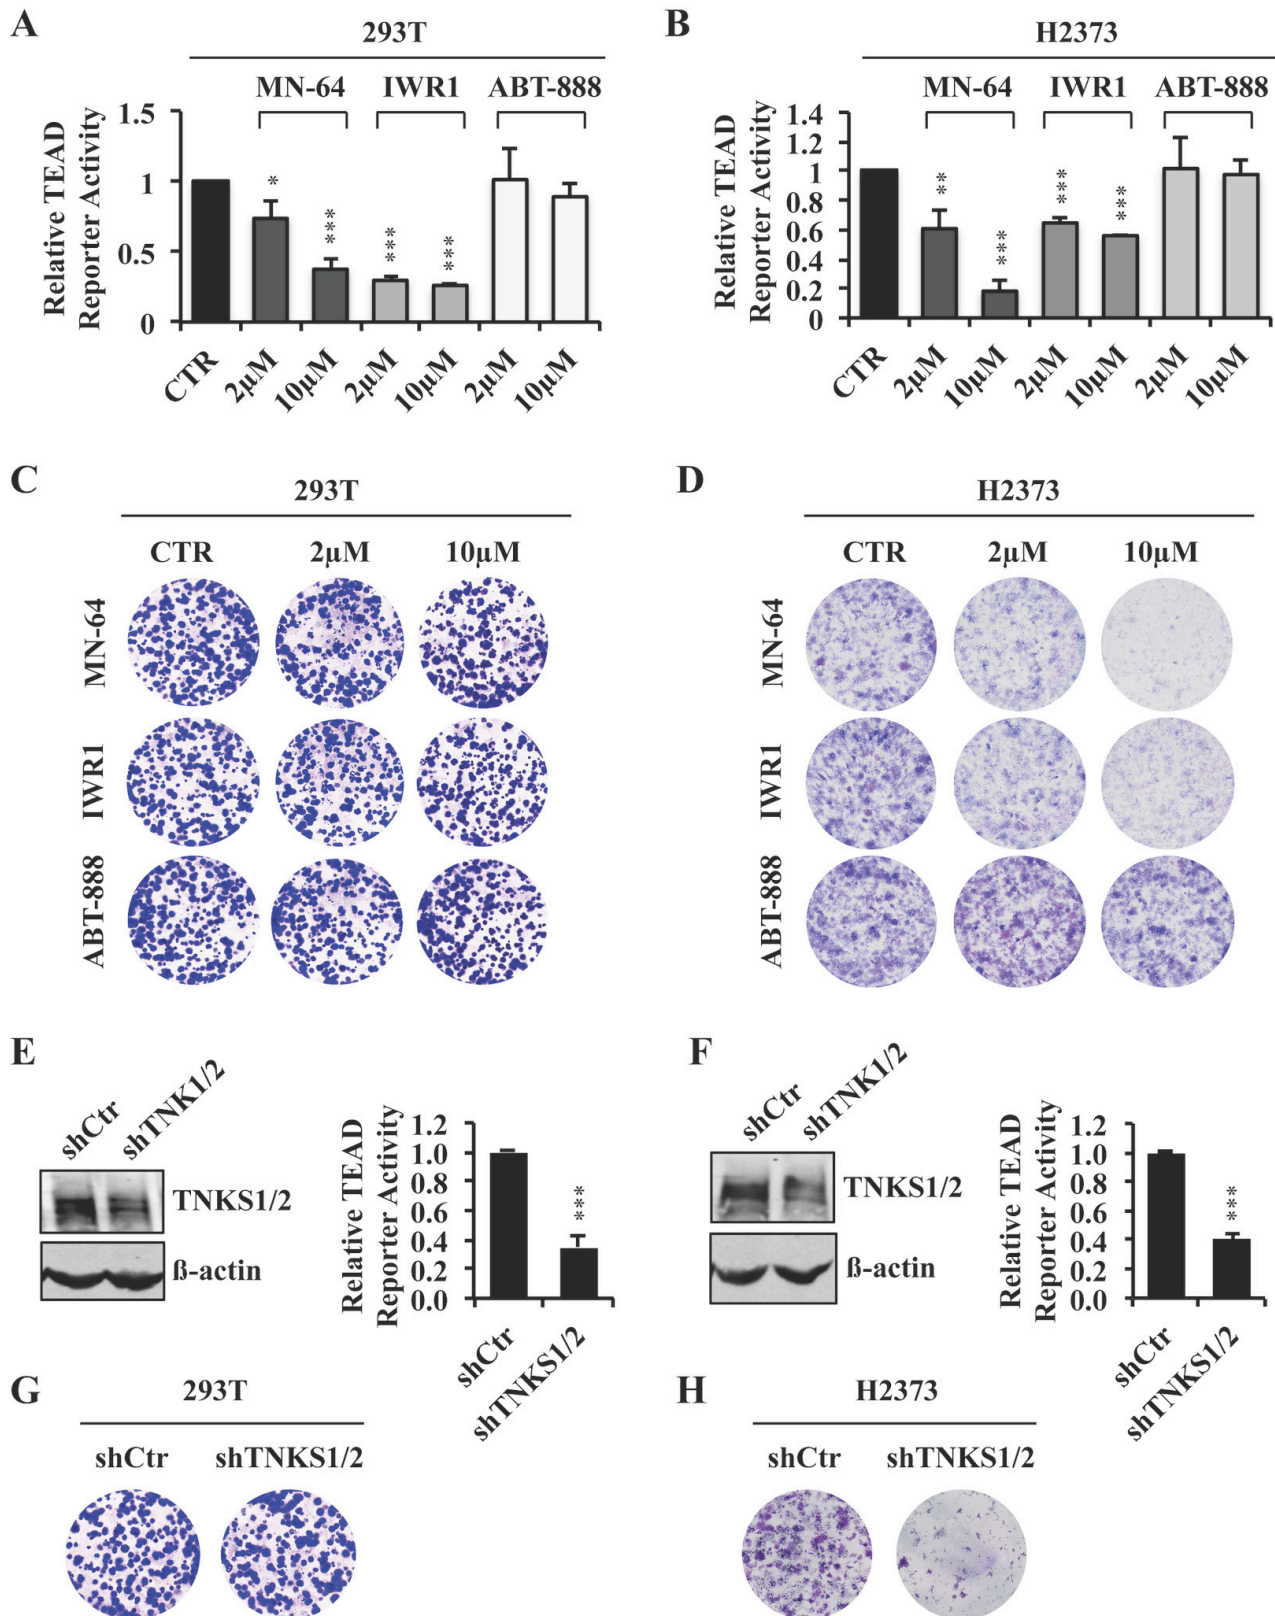 A
293T
MN-64 IWR1 ABT-888
Relative TEAD
Reporter Activity
1.5
1
0.5
0
* *** *** ***
CTR 2µM 10µM 2µM 10µM 2µM 10µM
B
H2373
MN-64 IWR1 ABT-888
Relative TEAD
Reporter Activity
1.4
1.2
1
0.8
0.6
0.4
0.2
0
** *** *** ***
CTR 2µM 10µM 2µM 10µM 2µM 10µM
C
293T
CTR 2µM 10µM
MN-64
IWR1
ABT-888
D
H2373
CTR 2µM 10µM
MN-64
IWR1
ABT-888
E
shCtr shTNK1/2
TNKS1/2
ß-actin
Relative TEAD
Reporter Activity
1.2
1.0
0.8
0.6
0.4
0.2
0.0
***
shCtr shTNKS1/2
F
shCtr shTNK1/2
TNKS1/2
ß-actin
Relative TEAD
Reporter Activity
1.2
1.0
0.8
0.6
0.4
0.2
0.0
***
shCtr shTNKS1/2
G
293T
shCtr shTNKS1/2
H
H2373
shCtr shTNKS1/2